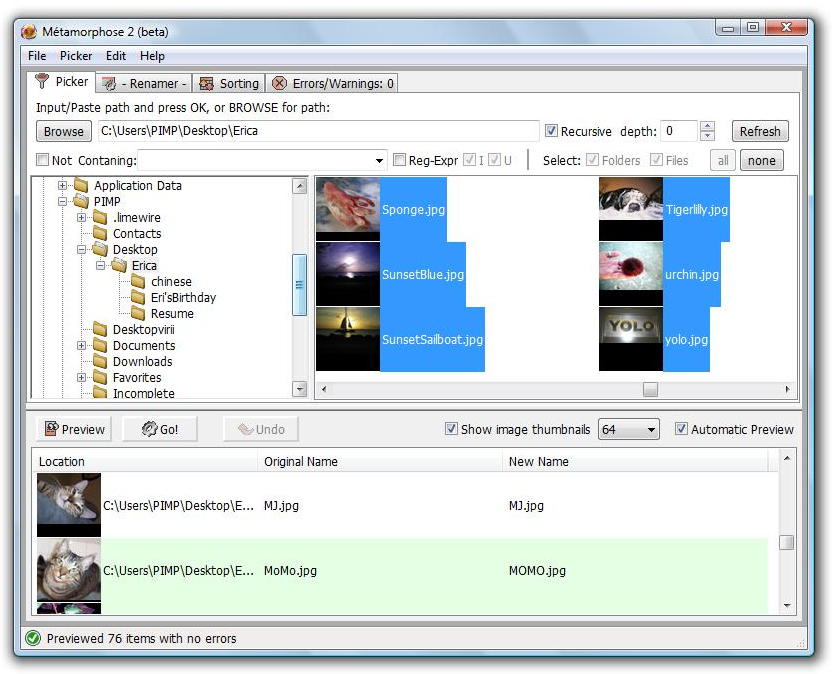 Métamorphose 2 (beta)
File Picker Edit Help
Picker - Renamer - Sorting Errors/Warnings: 0
Input/Paste path and press OK, or BROWSE for path:
Browse C:\Users\PIMP\Desktop\Erica Recursive depth: 0 Refresh
Not Contaning: Reg-Expr I U Select: Folders Files all none
Application Data
PIMP
.limewire
Contacts
Desktop
Erica
chinese
Eri'sBirthday
Resume
Desktopvirii
Documents
Downloads
Favorites
Incomplete
Sponge.jpg
SunsetBlue.jpg
SunsetSailboat.jpg
Tigerlilly.jpg
urchin.jpg
YOLO
yolo.jpg
Preview Go! Undo Show image thumbnails 64 Automatic Preview
Location Original Name New Name
C:\Users\PIMP\Desktop\E... MJ.jpg MJ.jpg
C:\Users\PIMP\Desktop\E... MoMo.jpg MOMO.jpg
Previewed 76 items with no errors